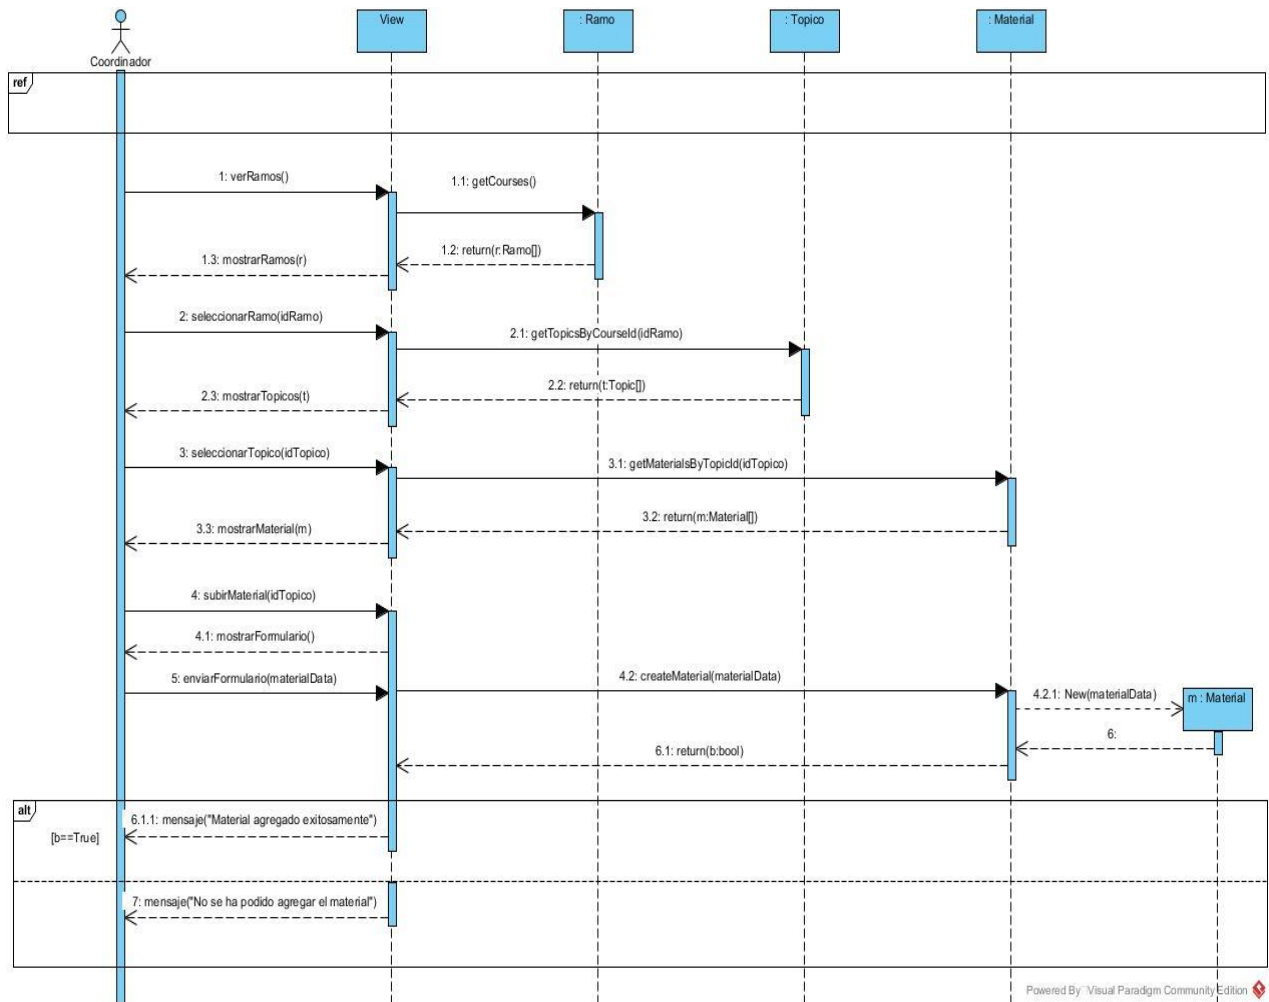 View
: Ramo
: Topico
: Material
Coordinador
ref
1: verRamos()
1.1: getCourses()
1.2: return(r:Ramo[])
1.3: mostrarRamos(r)
2: seleccionarRamo(idRamo)
2.1: getTopicsByCourseId(idRamo)
2.2: return(t:Topic[])
2.3: mostrarTopicos(t)
3: seleccionarTopico(idTopico)
3.1: getMaterialsByTopicId(idTopico)
3.2: return(m:Material[])
3.3: mostrarMaterial(m)
4: subirMaterial(idTopico)
4.1: mostrarFormulario()
5: enviarFormulario(materialData)
4.2: createMaterial(materialData)
4.2.1: New(materialData)
m : Material
6:
6.1: return(b:bool)
alt
6.1.1: mensaje("Material agregado exitosamente")
[b==True]
7: mensaje("No se ha podido agregar el material")
Powered By Visual Paradigm Community Edition